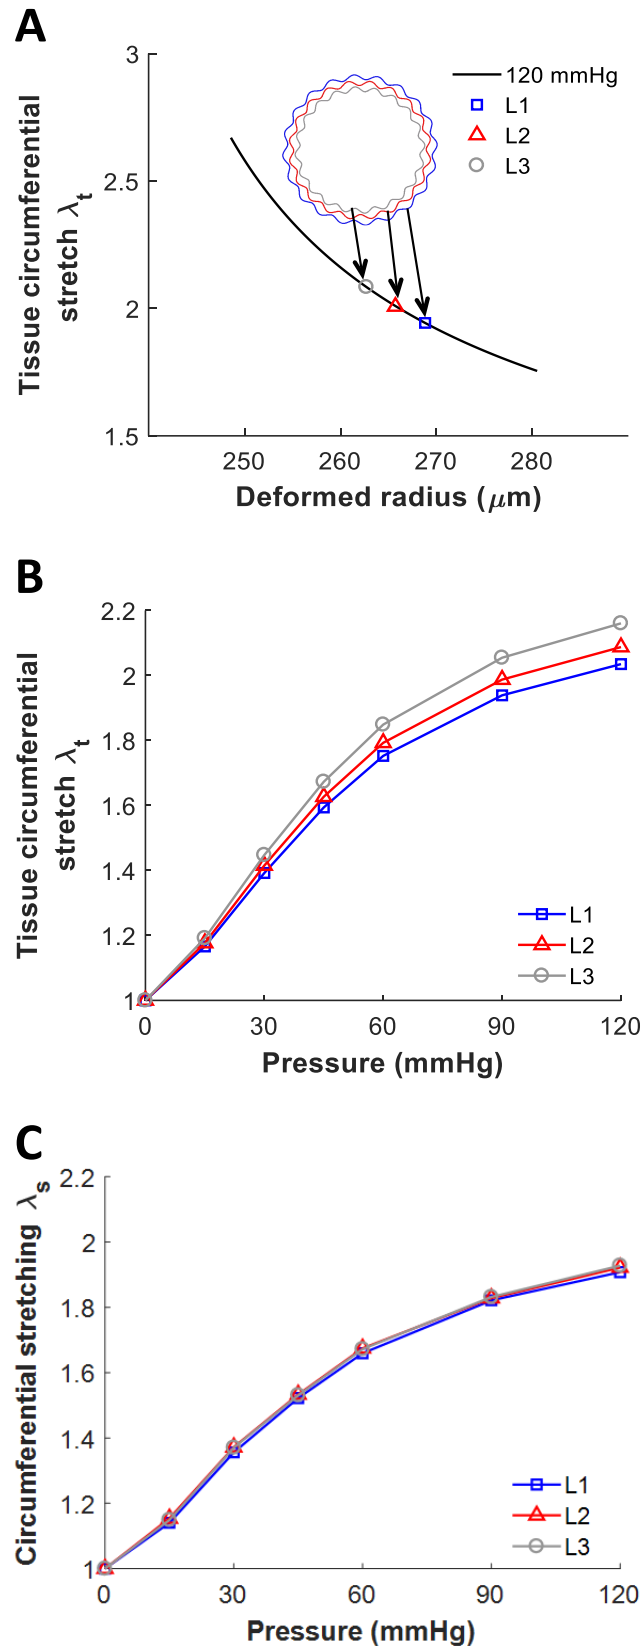 A
Tissue circumferential
stretch λt
3
2.5
2
1.5
120 mmHg
L1
L2
L3
250
260
270
280
Deformed radius (μm)
B
Tissue circumferential
stretch λt
2.2
2
1.8
1.6
1.4
1.2
1
L1
L2
L3
0
30
60
90
120
Pressure (mmHg)
C
Circumferential stretching λs
2.2
2
1.8
1.6
1.4
1.2
1
L1
L2
L3
0
30
60
90
120
Pressure (mmHg)